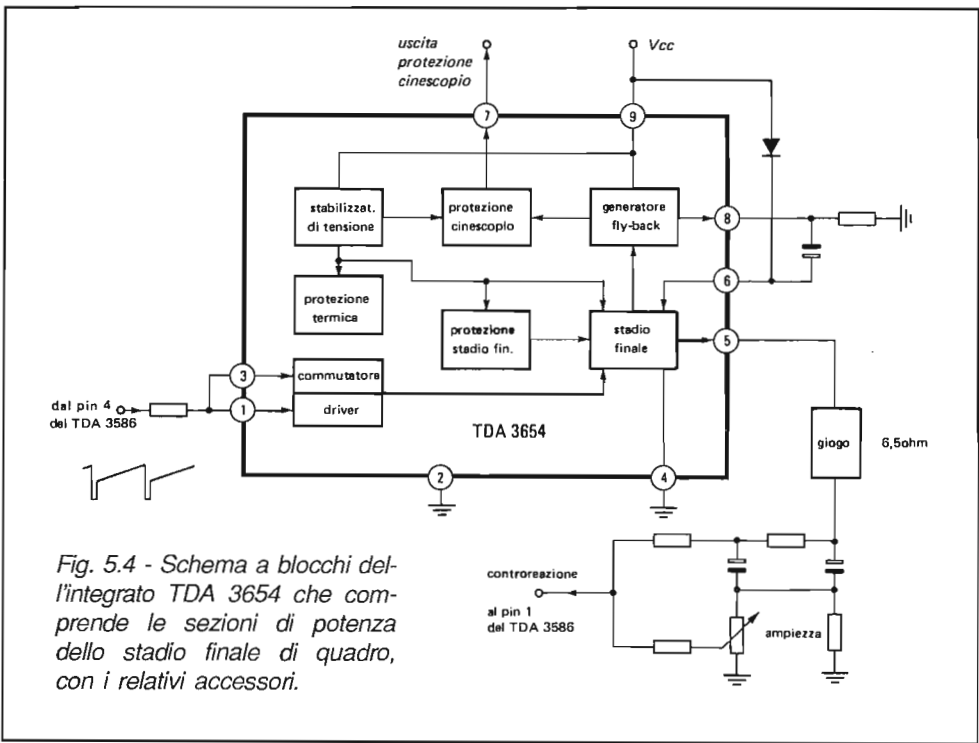 uscita
protezione
cinescopio
Vcc
7
9
stabilizzat.
di tensione
protezione
cinescopio
generatore
fly-back
8
protezione
termica
6
protezione
stadio fin.
stadio
finale
5
3
commutatore
dal pin 4
del TDA 3586
1
driver
TDA 3654
giogo
6,5ohm
2
4
Fig. 5.4 - Schema a blocchi del-
l'integrato TDA 3654 che com-
prende le sezioni di potenza
dello stadio finale di quadro,
con i relativi accessori.
controreazione
al pin 1
del TDA 3586
ampiezza